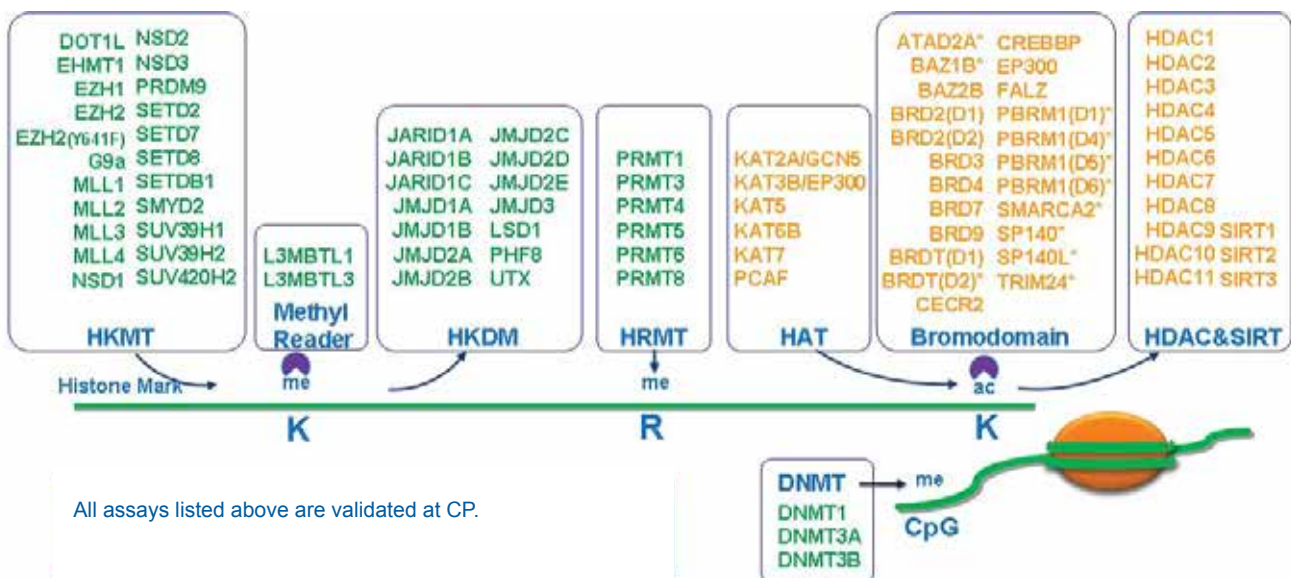 DOT1L NSD2
EHMT1 NSD3
EZH1 PRDM9
EZH2 SETD2
EZH2(Y641F) SETD7
G9a SETD8
MLL1 SETDB1
MLL2 SMYD2
MLL3 SUV39H1
MLL4 SUV39H2
NSD1 SUV420H2
HKMT
L3MBTL1
L3MBTL3
Methyl
Reader
JARID1A JMJD2C
JARID1B JMJD2D
JARID1C JMJD2E
JMJD1A JMJD3
JMJD1B LSD1
JMJD2A PHF8
JMJD2B UTX
HKDM
PRMT1
PRMT3
PRMT4
PRMT5
PRMT6
PRMT8
HRMT
KAT2A/GCN5
KAT3B/EP300
KAT5
KAT6B
KAT7
PCAF
HAT
ATAD2A* CREBBP
BAZ1B* EP300
BAZ2B FALZ
BRD2(D1) PBRM1(D1)*
BRD2(D2) PBRM1(D4)*
BRD3 PBRM1(D5)*
BRD4 PBRM1(D6)*
BRD7 SMARCA2*
BRD9 SP140*
BRDT(D1) SP140L*
BRDT(D2)* TRIM24*
CECR2
Bromodomain
HDAC1
HDAC2
HDAC3
HDAC4
HDAC5
HDAC6
HDAC7
HDAC8
HDAC9 SIRT1
HDAC10 SIRT2
HDAC11 SIRT3
HDAC&SIRT
Histone Mark me me ac
K R K
DNMT me
DNMT1
DNMT3A
DNMT3B
CpG
All assays listed above are validated at CP.